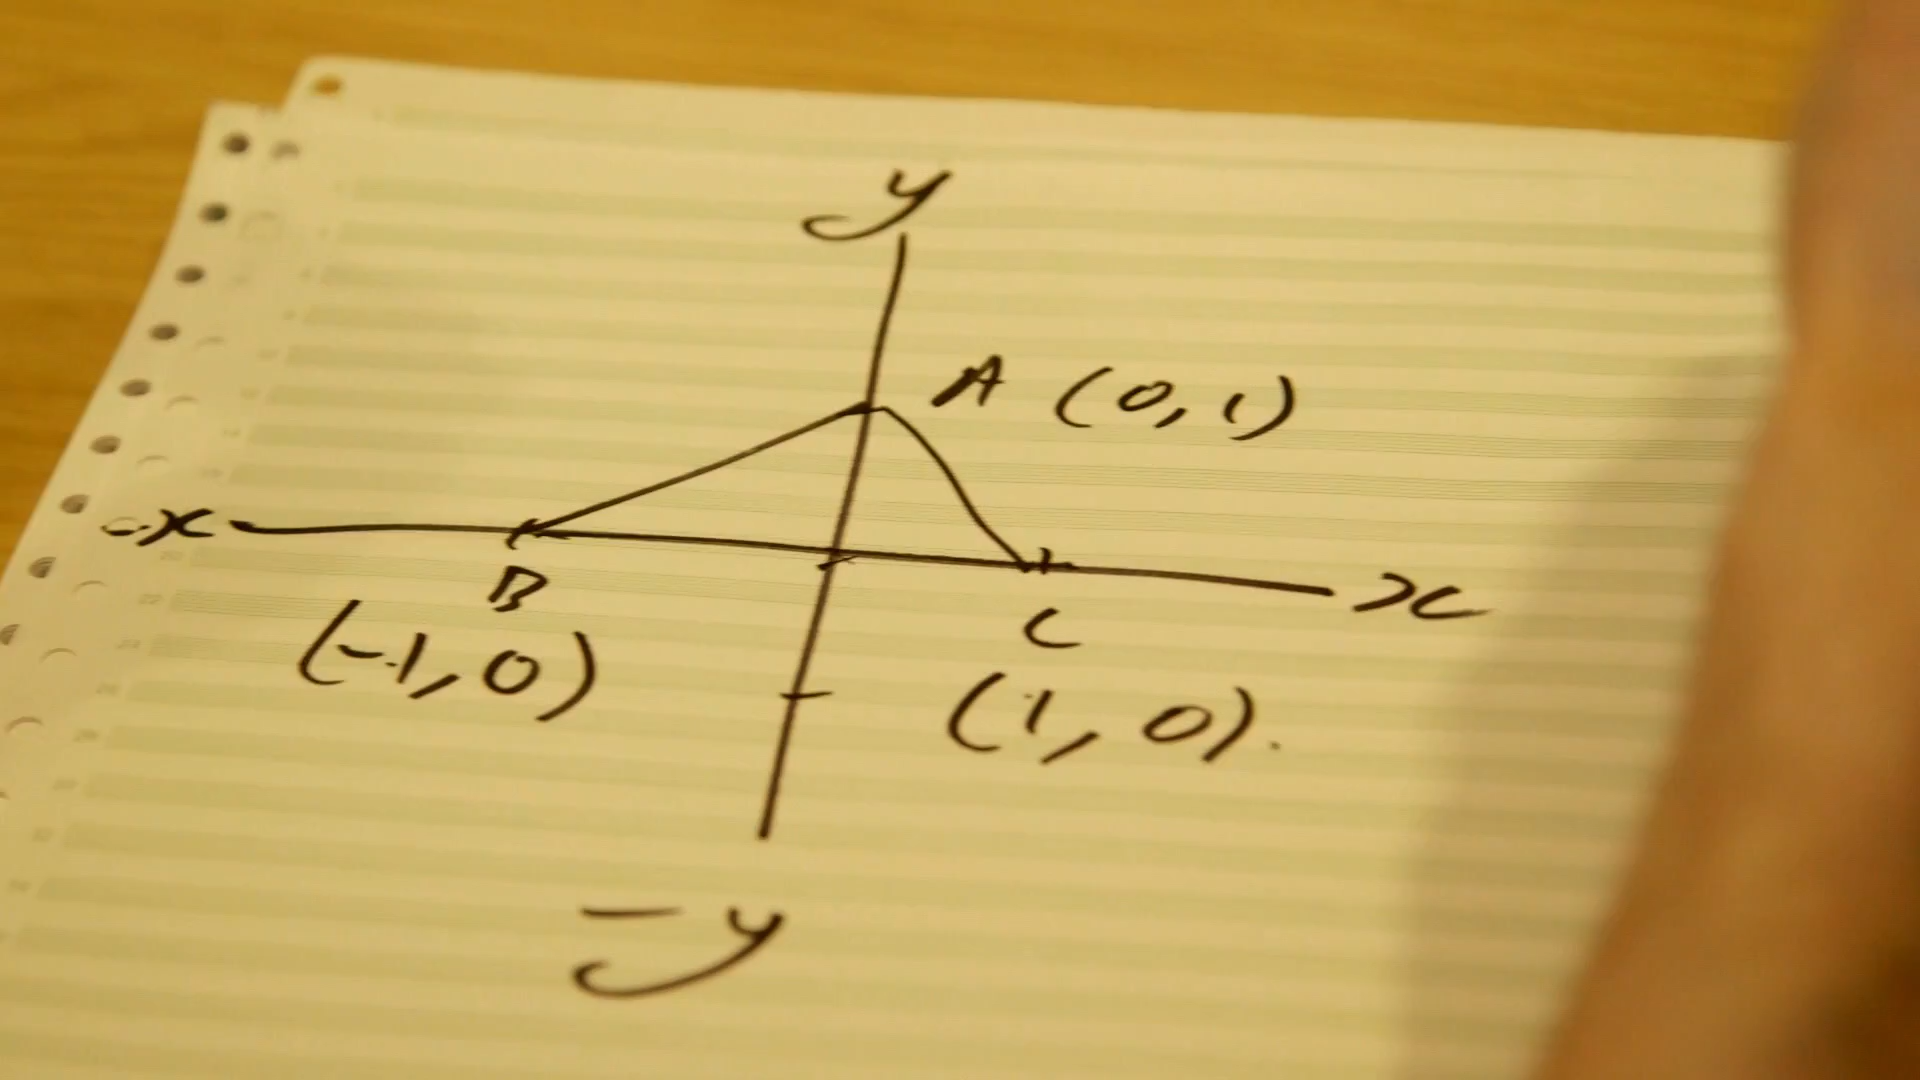 y
A (0,1)
-x
x
B
C
(-1,0)
(1,0).
-y